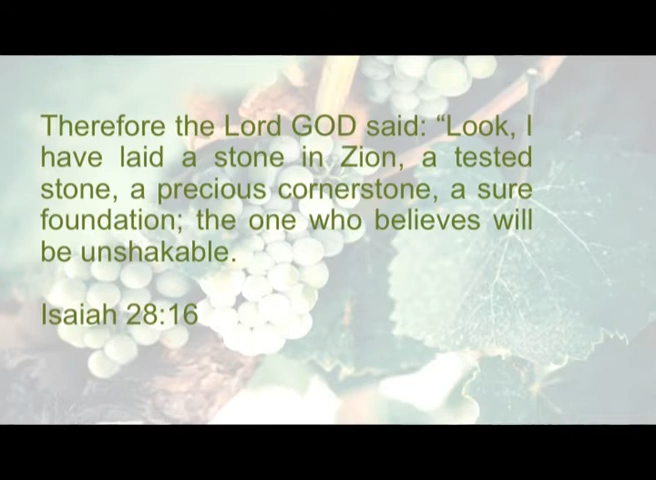 Therefore the Lord GOD said: “Look, I
have laid a stone in Zion, a tested
stone, a precious cornerstone, a sure
foundation; the one who believes will
be unshakable.
Isaiah 28:16